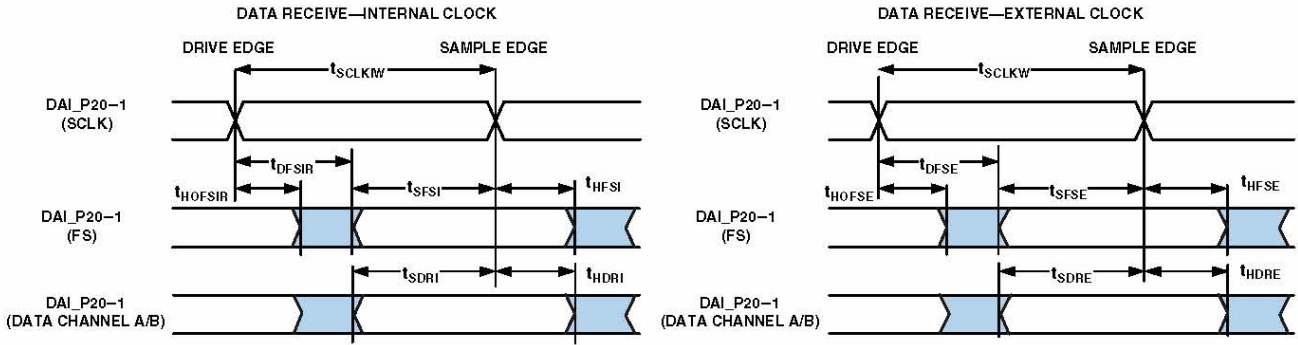 DATA RECEIVE—INTERNAL CLOCK
DRIVE EDGE
SAMPLE EDGE
tSCLKIW
DAI_P20–1
(SCLK)
tDFSIR
tHOFSIR
tSFSI
tHFSI
DAI_P20–1
(FS)
tSDRI
tHDRI
DAI_P20–1
(DATA CHANNEL A/B)
DATA RECEIVE—EXTERNAL CLOCK
DRIVE EDGE
SAMPLE EDGE
tSCLKW
DAI_P20–1
(SCLK)
tDFSE
tHOFSE
tSFSE
tHFSE
DAI_P20–1
(FS)
tSDRE
tHDRE
DAI_P20–1
(DATA CHANNEL A/B)